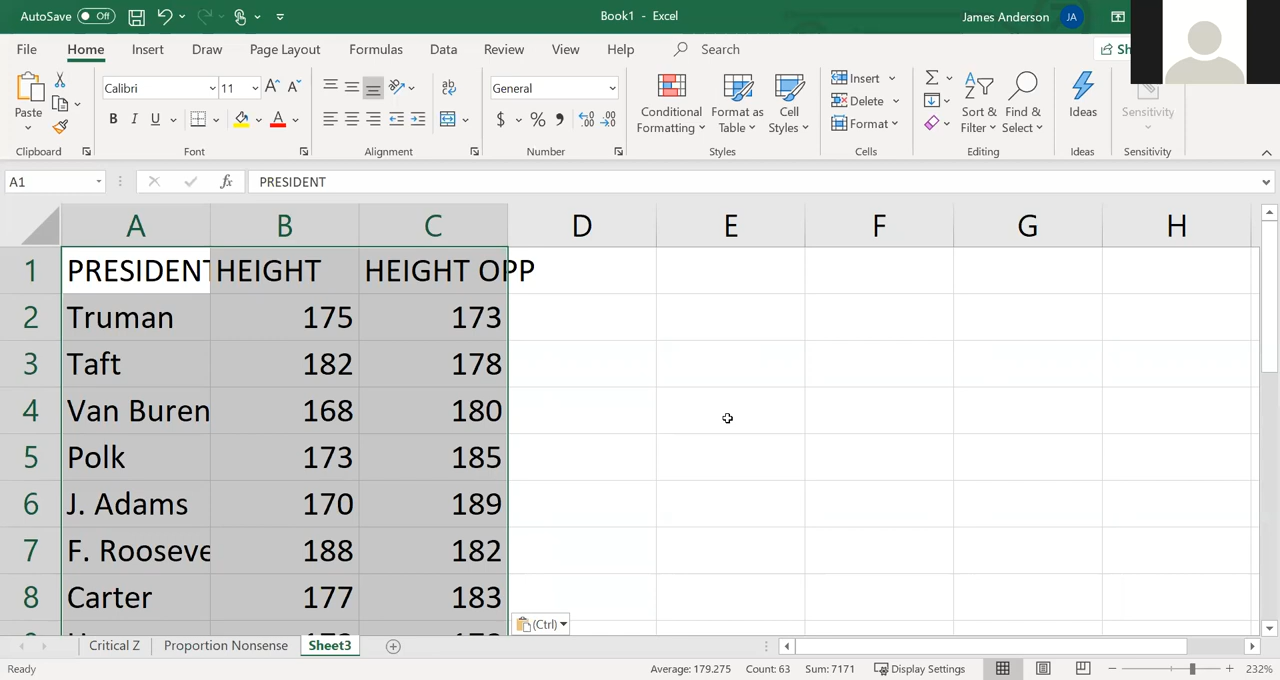 AutoSave Off Book1 - Excel James Anderson JA
File Home Insert Draw Page Layout Formulas Data Review View Help Search Sh
Calibri 11 General Insert
Paste Conditional Formatting Format as Table Cell Styles Delete Sort & Filter Find & Select Ideas Sensitivity
B I U A $ % , Format
Clipboard Font Alignment Number Styles Cells Editing Ideas Sensitivity
A1 fx PRESIDENT
A B C D E F G H
1 PRESIDENT HEIGHT HEIGHT OPP
2 Truman 175 173
3 Taft 182 178
4 Van Buren 168 180
5 Polk 173 185
6 J. Adams 170 189
7 F. Rooseve 188 182
8 Carter 177 183
(Ctrl)
Critical Z Proportion Nonsense Sheet3
Ready Average: 179.275 Count: 63 Sum: 7171 Display Settings 232%